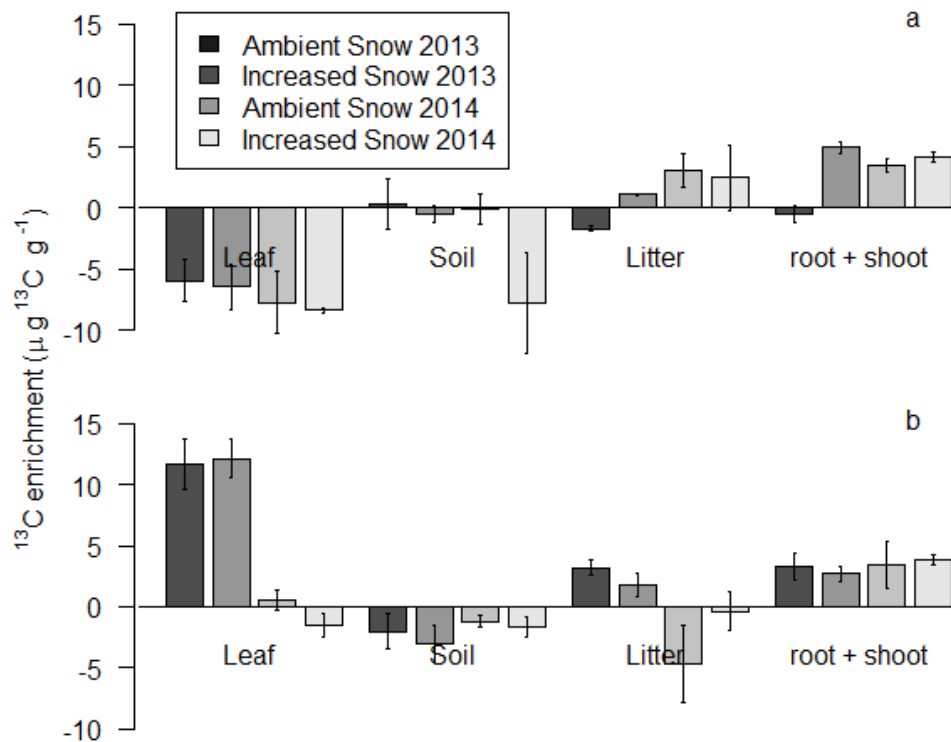 a
15
10
5
0
-5
-10
Ambient Snow 2013
Increased Snow 2013
Ambient Snow 2014
Increased Snow 2014
Leaf Soil Litter root + shoot
¹³C enrichment (μ g ¹³C g⁻¹)
b
15
10
5
0
-5
-10
Leaf Soil Litter root + shoot